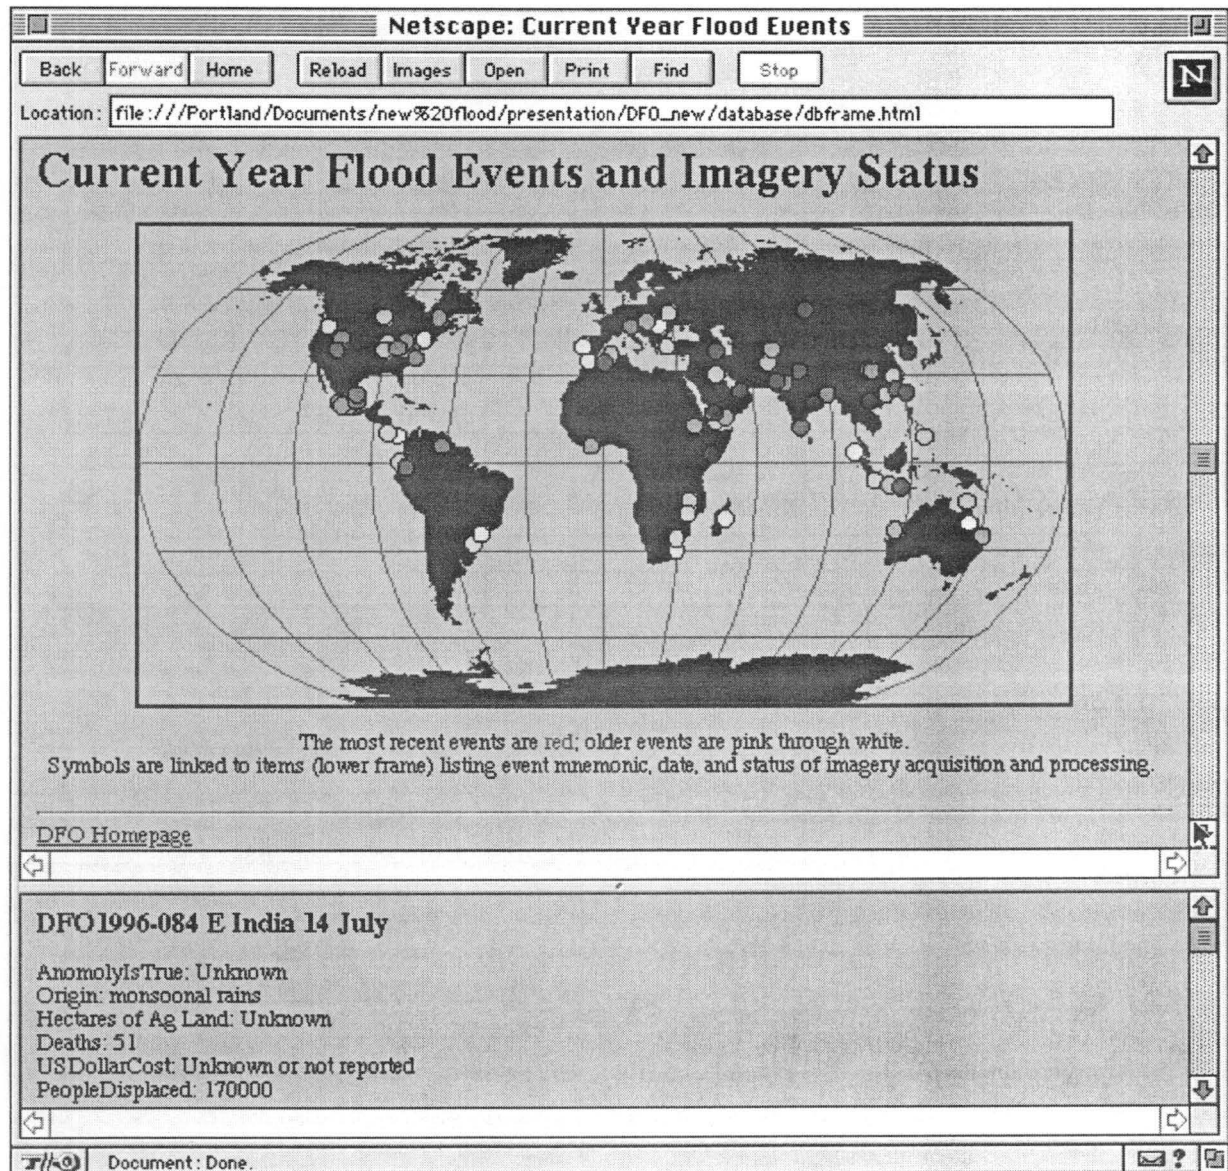 Netscape: Current Year Flood Events
Back Forward Home Reload Images Open Print Find Stop
N
Location: file:///Portland/Documents/new%20flood/presentation/DFO_new/database/dbframe.html
Current Year Flood Events and Imagery Status
The most recent events are red; older events are pink through white.
Symbols are linked to items (lower frame) listing event mnemonic, date, and status of imagery acquisition and processing.
DFO Homepage
DFO1996-084 E India 14 July
AnomolyIsTrue: Unknown
Origin: monsoonal rains
Hectares of Ag Land: Unknown
Deaths: 51
USDollarCost: Unknown or not reported
PeopleDisplaced: 170000
Document: Done.
?